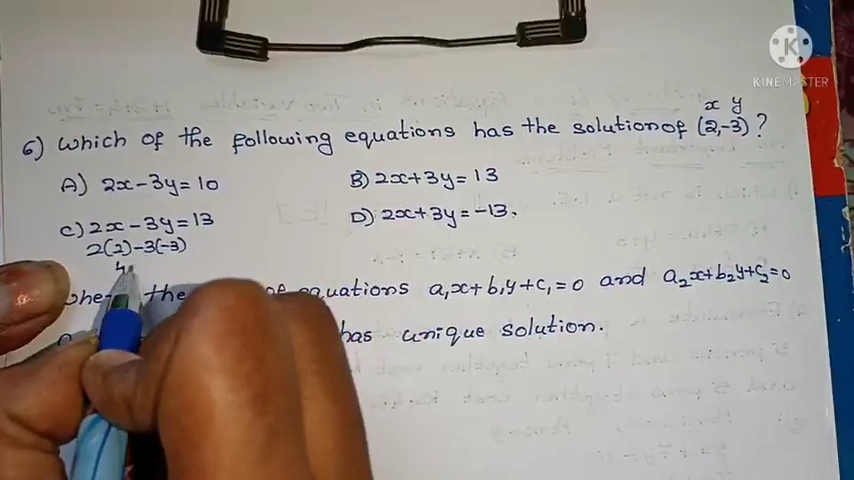 KINEMASTER
x y
6) Which of the following equations has the solution of (2,-3)?
A) 2x-3y=10 B) 2x+3y=13
C) 2x-3y=13 D) 2x+3y=-13.
2(2)-3(-3)
4
the of equations a₁x+b₁y+c₁=0 and a₂x+b₂y+c₂=0
has unique solution.